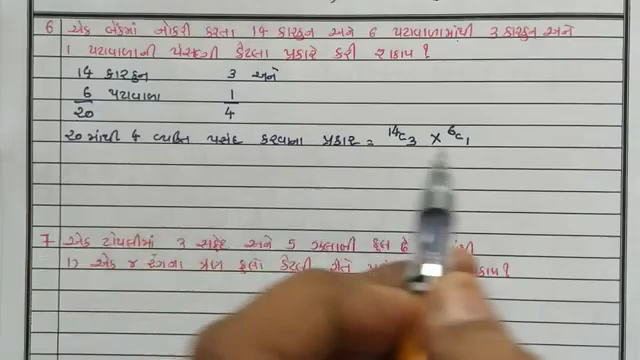 6 એક બેંકમાં નોકરી કરતા 14 કારકુન અને 6 પટાવાળામાંથી 3 કારકુન અને
1 પટાવાળાની પસંદગી કેટલા પ્રકારે કરી શકાય ?
14 કારકુન 3 અને
6 પટાવાળા 1
20 4
20 માંથી 4 વ્યક્તિ પસંદ કરવાના પ્રકાર = ¹⁴C₃ × ⁶C₁
7 એક ટોપલીમાં 3 સફેદ અને 5 ગુલાબી ફૂલ
1) એક જ રંગના ત્રણ ફૂલો કેટલી રીતે